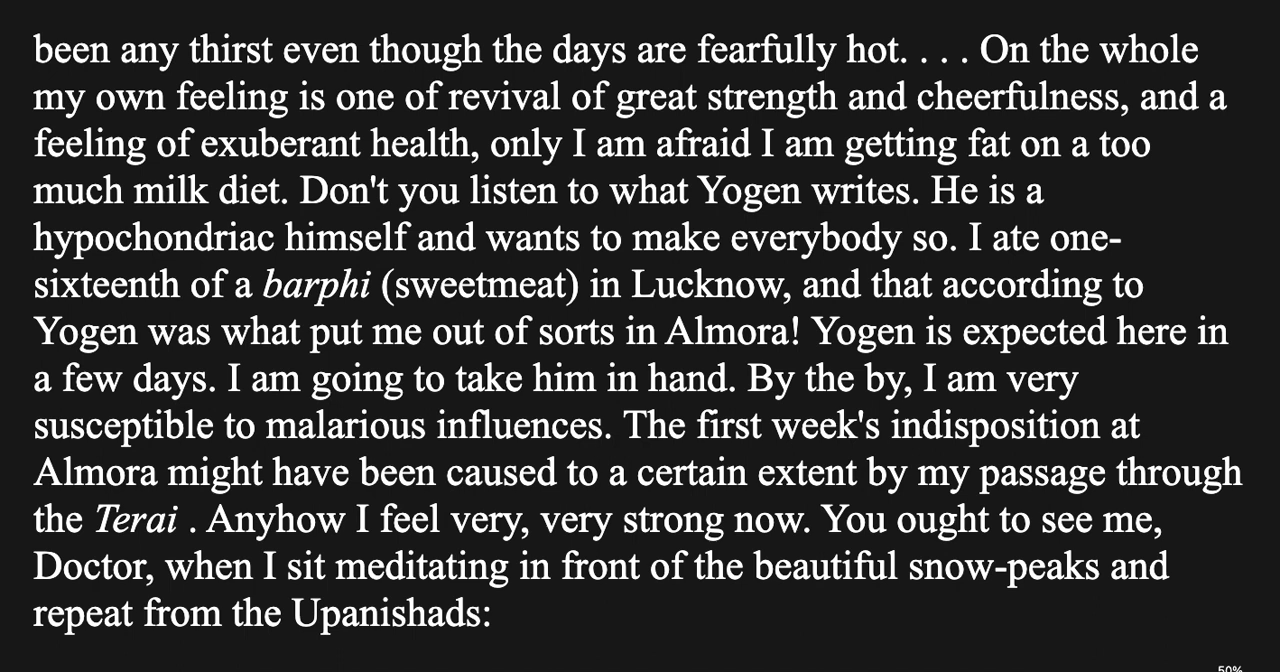 been any thirst even though the days are fearfully hot. . . . On the whole
my own feeling is one of revival of great strength and cheerfulness, and a
feeling of exuberant health, only I am afraid I am getting fat on a too
much milk diet. Don't you listen to what Yogen writes. He is a
hypochondriac himself and wants to make everybody so. I ate one-
sixteenth of a barphi (sweetmeat) in Lucknow, and that according to
Yogen was what put me out of sorts in Almora! Yogen is expected here in
a few days. I am going to take him in hand. By the by, I am very
susceptible to malarious influences. The first week's indisposition at
Almora might have been caused to a certain extent by my passage through
the Terai . Anyhow I feel very, very strong now. You ought to see me,
Doctor, when I sit meditating in front of the beautiful snow-peaks and
repeat from the Upanishads:
50%